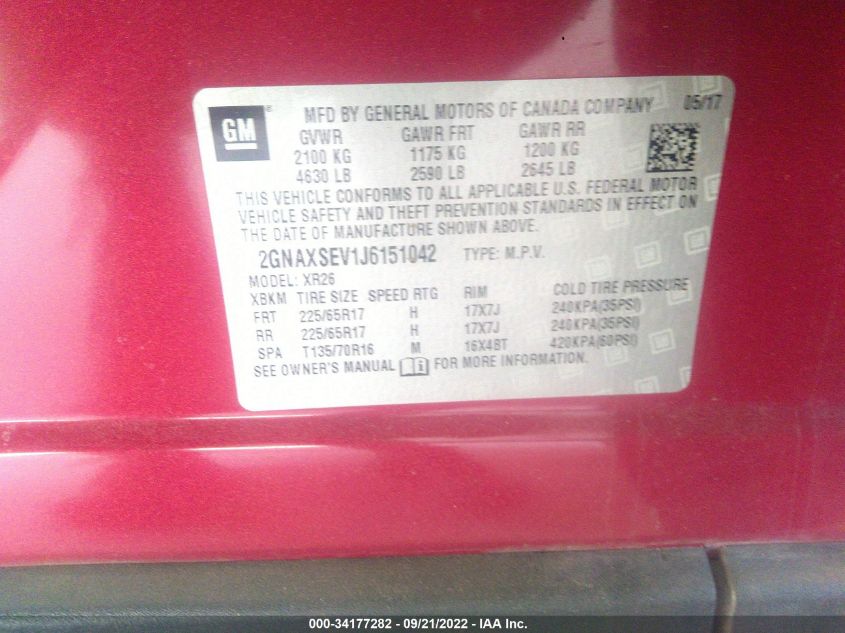 GM ® MFD BY GENERAL MOTORS OF CANADA COMPANY 05/17
GVWR GAWR FRT GAWR RR
2100 KG 1175 KG 1200 KG
4630 LB 2590 LB 2645 LB
THIS VEHICLE CONFORMS TO ALL APPLICABLE U.S. FEDERAL MOTOR
VEHICLE SAFETY AND THEFT PREVENTION STANDARDS IN EFFECT ON
THE DATE OF MANUFACTURE SHOWN ABOVE.
2GNAXSEV1J6151042 TYPE: M.P.V.
MODEL: XR26
XBKM TIRE SIZE SPEED RTG RIM COLD TIRE PRESSURE
FRT 225/65R17 H 17X7J 240KPA(35PSI)
RR 225/65R17 H 17X7J 240KPA(35PSI)
SPA T135/70R16 M 16X4BT 420KPA(60PSI)
SEE OWNER'S MANUAL FOR MORE INFORMATION.
000-34177282 - 09/21/2022 - IAA Inc.